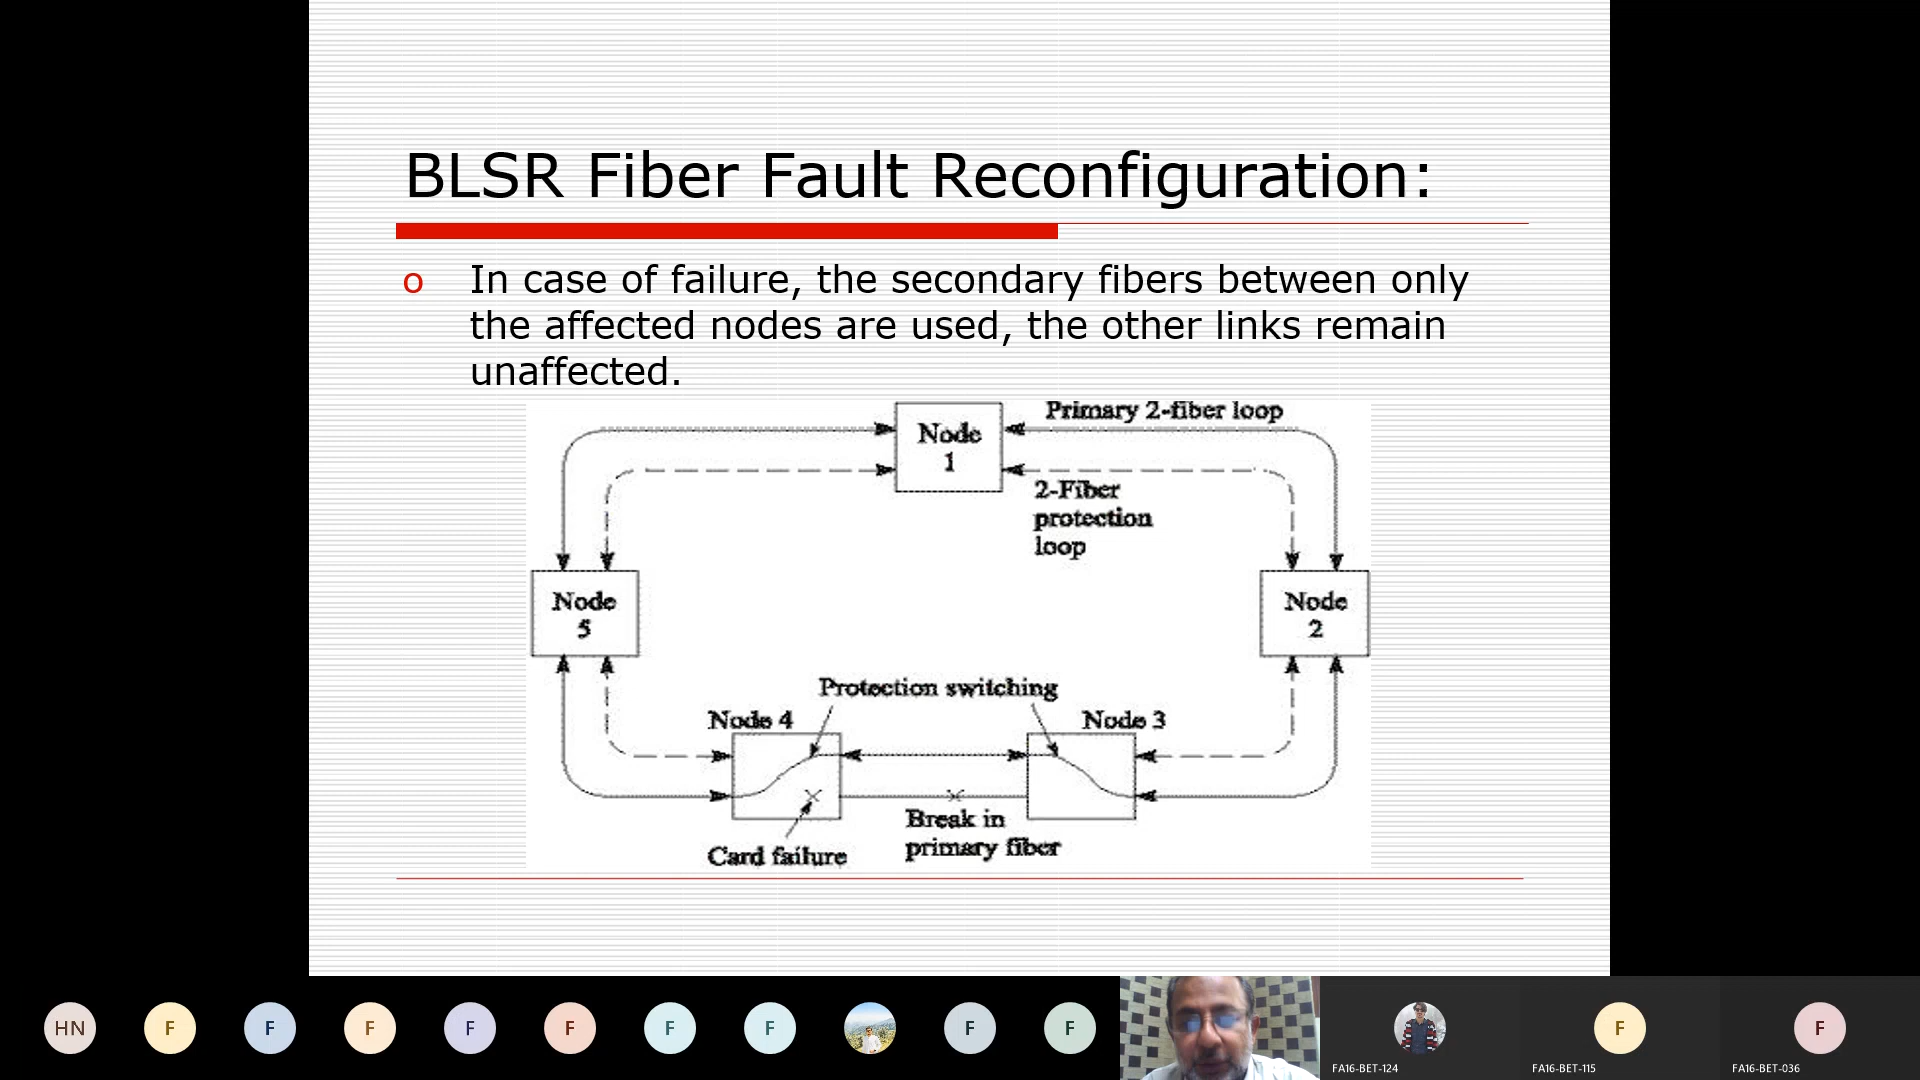 BLSR Fiber Fault Reconfiguration:
o In case of failure, the secondary fibers between only
the affected nodes are used, the other links remain
unaffected.
Primary 2-fiber loop
Node
1
2-Fiber
protection
loop
Node
5
Node
2
Protection switching
Node 4
Node 3
Break in
primary fiber
Card failure
HN
F
F
F
F
F
F
F
F
F
FA16-BET-124
F
FA16-BET-115
F
FA16-BET-036